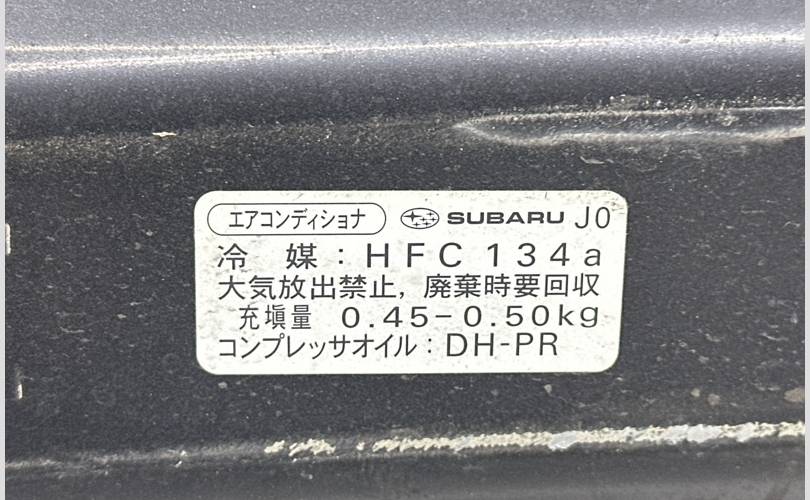 エアコンディショナ SUBARU J0
冷 媒 : HFC 134a
大気放出禁止, 廃棄時要回収
充塡量 0.45-0.50kg
コンプレッサオイル : DH-PR